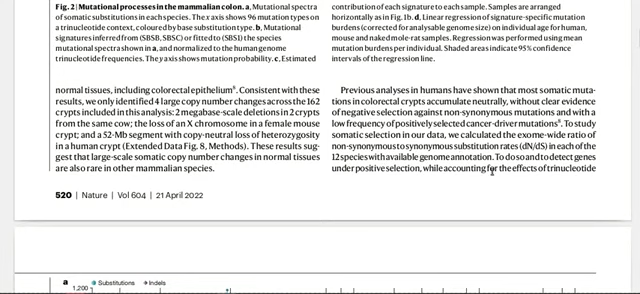 Fig. 2 | Mutational processes in the mammalian colon. a, Mutational spectra
of somatic substitutions in each species. The x axis shows 96 mutation types on
a trinucleotide context, coloured by base substitution type. b, Mutational
signatures inferred from (SBSB, SBSC) or fitted to (SBS1) the species
mutational spectra shown in a, and normalized to the human genome
trinucleotide frequencies. The y axis shows mutation probability. c, Estimated
contribution of each signature to each sample. Samples are arranged
horizontally as in Fig. 1b. d, Linear regression of signature-specific mutation
burdens (corrected for analysable genome size) on individual age for human,
mouse and naked mole-rat samples. Regression was performed using mean
mutation burdens per individual. Shaded areas indicate 95% confidence
intervals of the regression line.
normal tissues, including colorectal epithelium⁸. Consistent with these
results, we only identified 4 large copy number changes across the 162
crypts included in this analysis: 2 megabase-scale deletions in 2 crypts
from the same cow; the loss of an X chromosome in a female mouse
crypt; and a 52-Mb segment with copy-neutral loss of heterozygosity
in a human crypt (Extended Data Fig. 8, Methods). These results sug-
gest that large-scale somatic copy number changes in normal tissues
are also rare in other mammalian species.
Previous analyses in humans have shown that most somatic muta-
tions in colorectal crypts accumulate neutrally, without clear evidence
of negative selection against non-synonymous mutations and with a
low frequency of positively selected cancer-driver mutations⁸. To study
somatic selection in our data, we calculated the exome-wide ratio of
non-synonymous to synonymous substitution rates (dN/dS) in each of the
12 species with available genome annotation. To do so and to detect genes
under positive selection, while accounting for the effects of trinucleotide
520 | Nature | Vol 604 | 21 April 2022
a
Substitutions
Indels
1,200